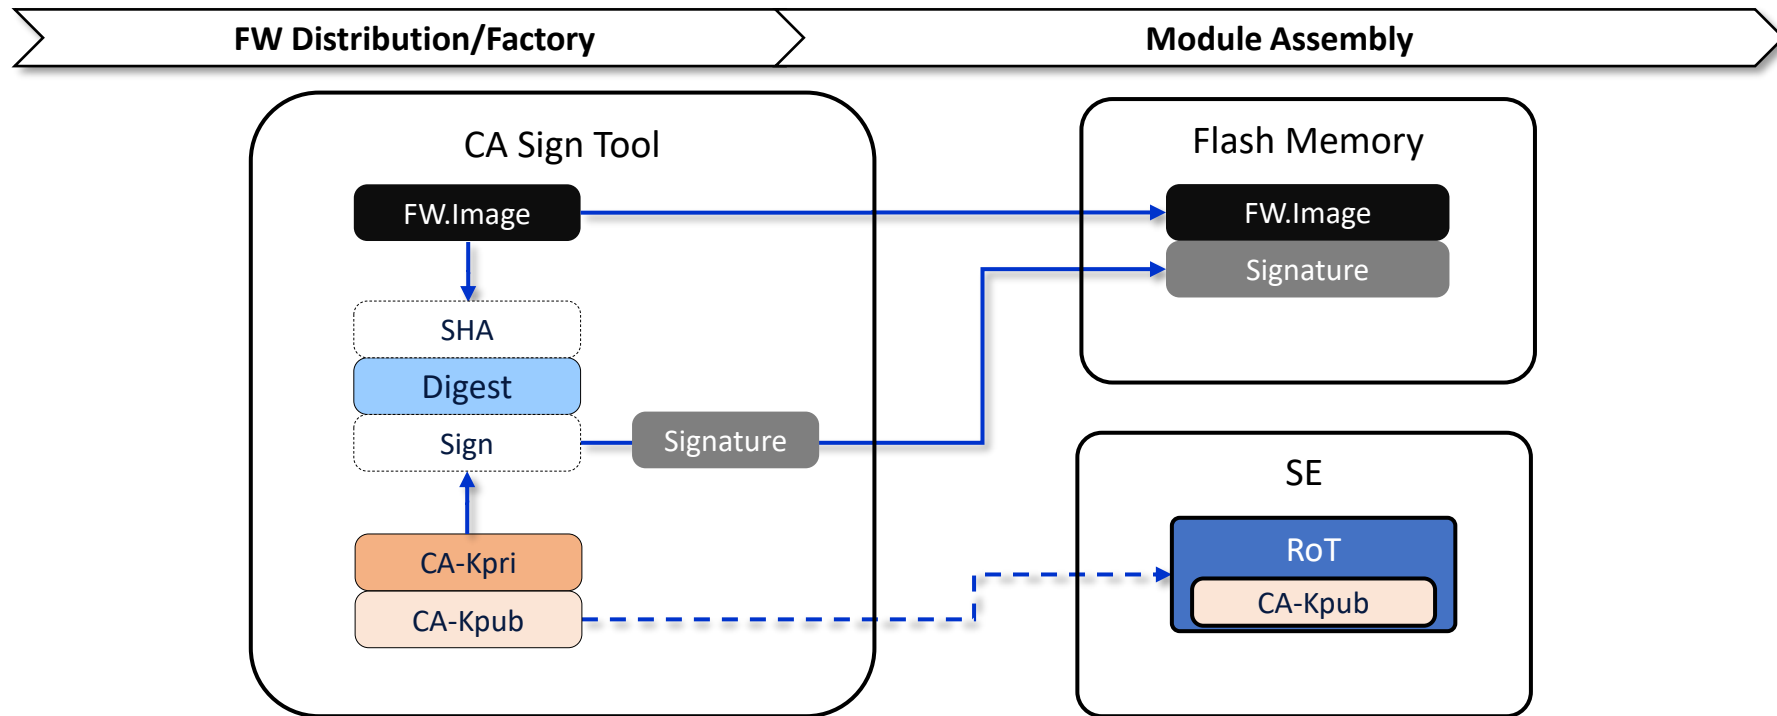 FW Distribution/Factory
Module Assembly
CA Sign Tool
FW.Image
SHA
Digest
Sign
Signature
CA-Kpri
CA-Kpub
Flash Memory
FW.Image
Signature
SE
RoT
CA-Kpub